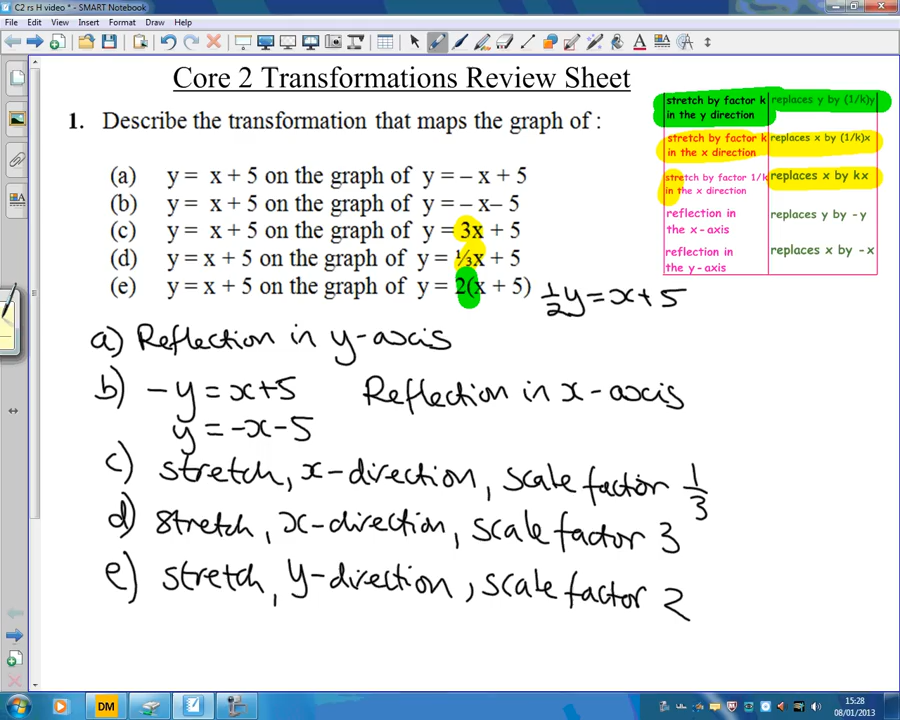 C2 rs H video * - SMART Notebook
File Edit View Insert Format Draw Help
Core 2 Transformations Review Sheet
1. Describe the transformation that maps the graph of :
(a) y = x + 5 on the graph of y = – x + 5
(b) y = x + 5 on the graph of y = – x– 5
(c) y = x + 5 on the graph of y = 3x + 5
(d) y = x + 5 on the graph of y = ⅓x + 5
(e) y = x + 5 on the graph of y = 2(x + 5)
½y = x + 5
stretch by factor k in the y direction replaces y by (1/k)y
stretch by factor k in the x direction replaces x by (1/k)x
stretch by factor 1/k in the x direction replaces x by kx
reflection in the x - axis replaces y by - y
reflection in the y - axis replaces x by - x
a) Reflection in y-axis
b) -y = x+5 Reflection in x-axis
y = -x - 5
c) stretch, x-direction, scale factor 1/3
d) stretch, x-direction, scale factor 3
e) stretch, y-direction, scale factor 2
DM
15:28
08/01/2013